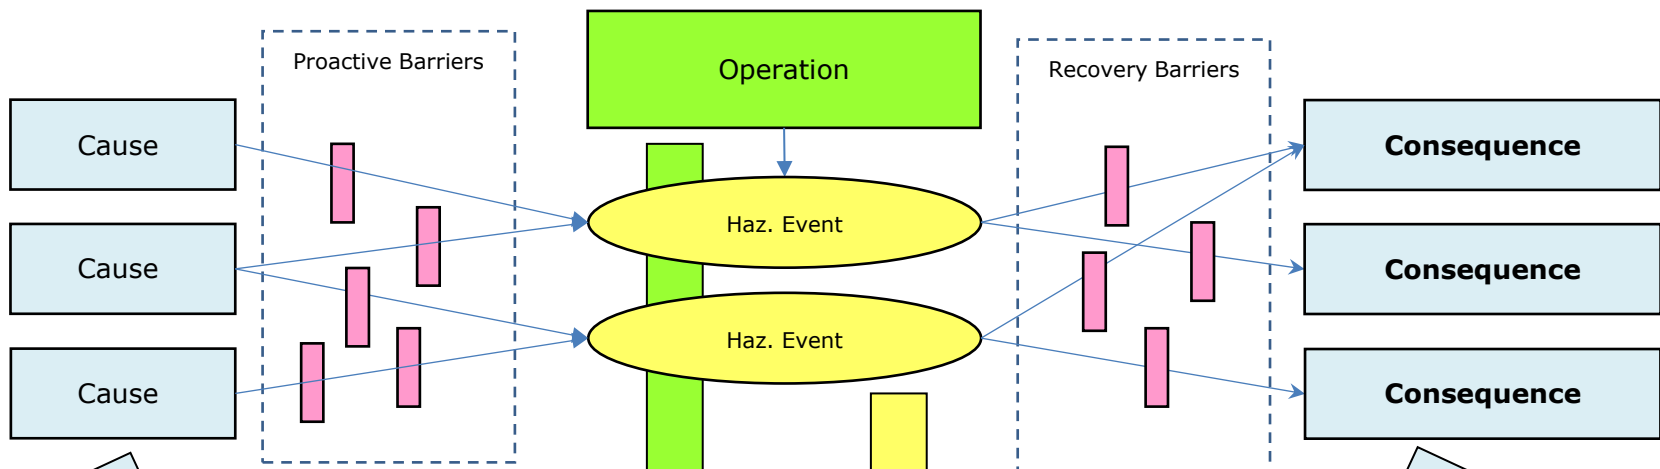 Proactive Barriers
Operation
Recovery Barriers
Cause
Consequence
Haz. Event
Cause
Consequence
Haz. Event
Cause
Consequence